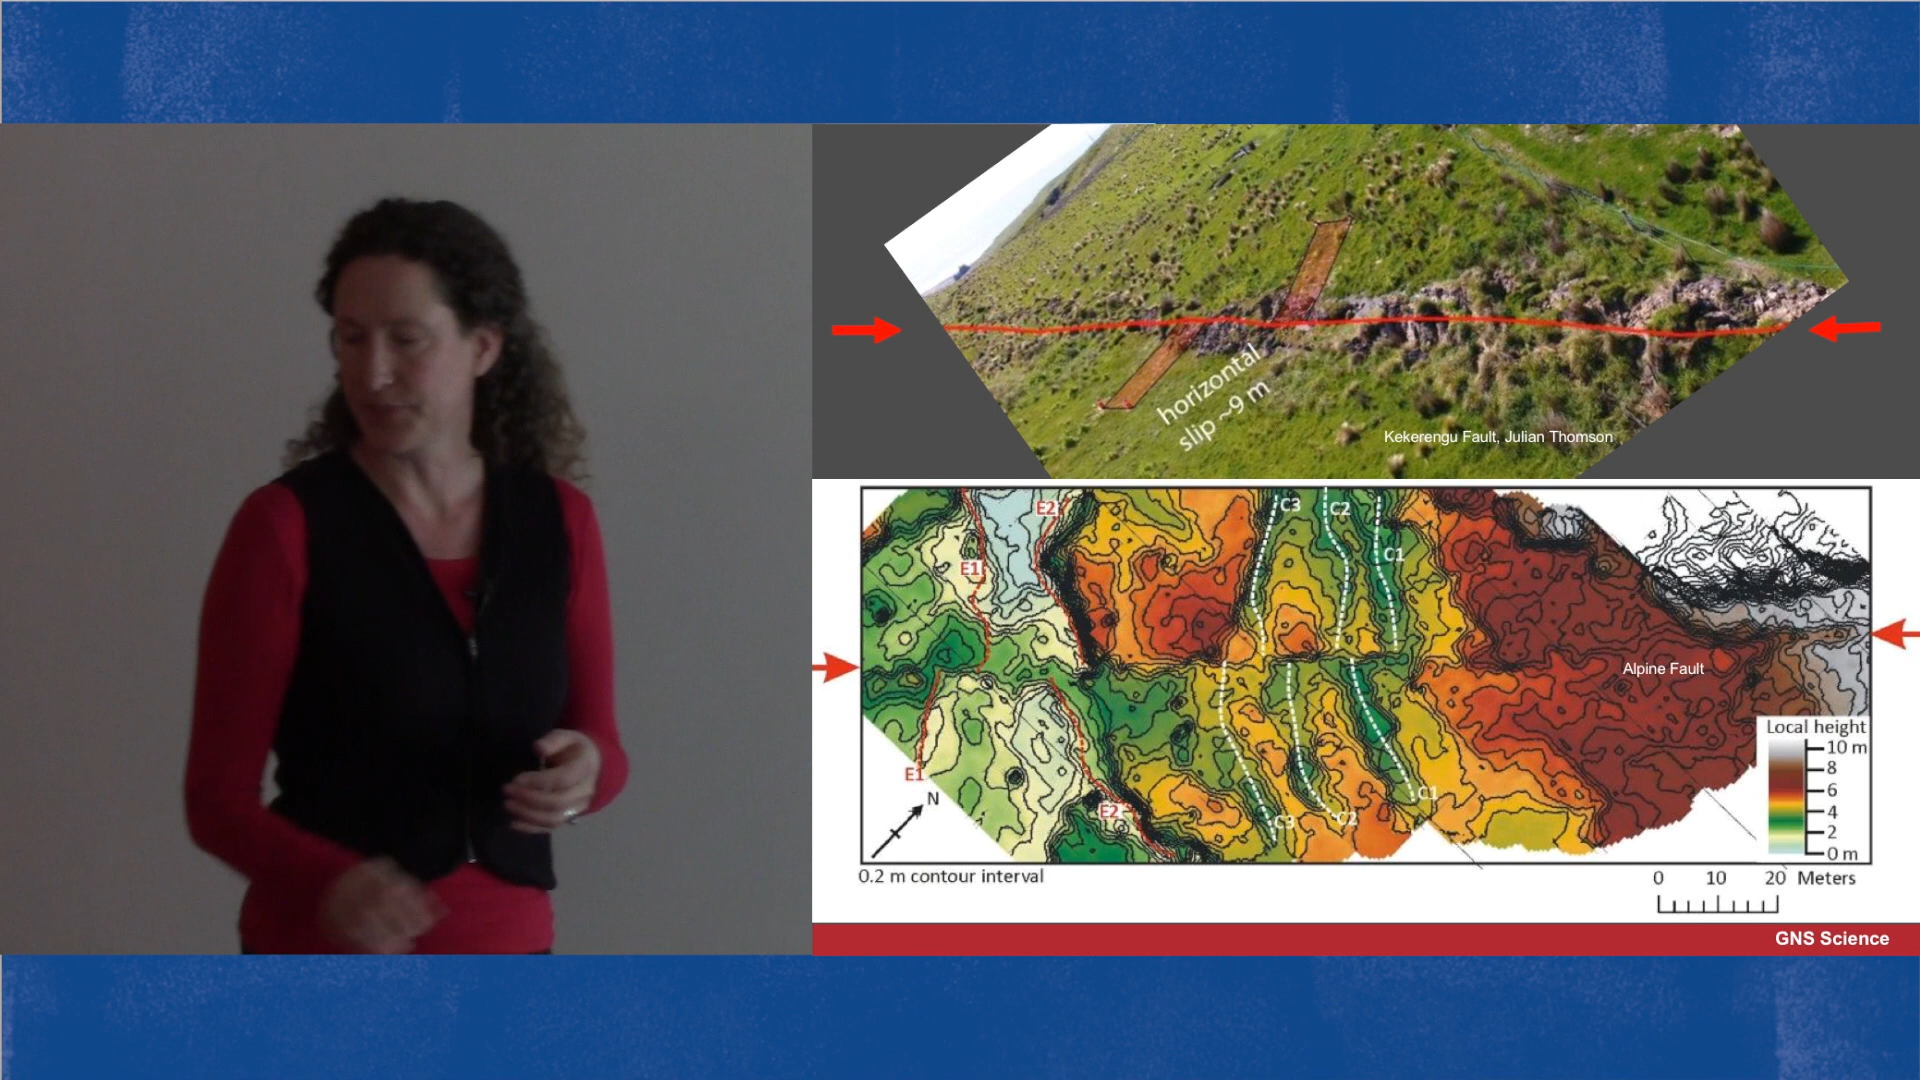 horizontal
slip ~9 m
Kekerengu Fault, Julian Thomson
E2
C3
C2
C1
E1
Alpine Fault
Local height
10 m
8
6
4
2
0 m
E1
N
E2
C3
C2
C1
0.2 m contour interval
0 10 20 Meters
GNS Science